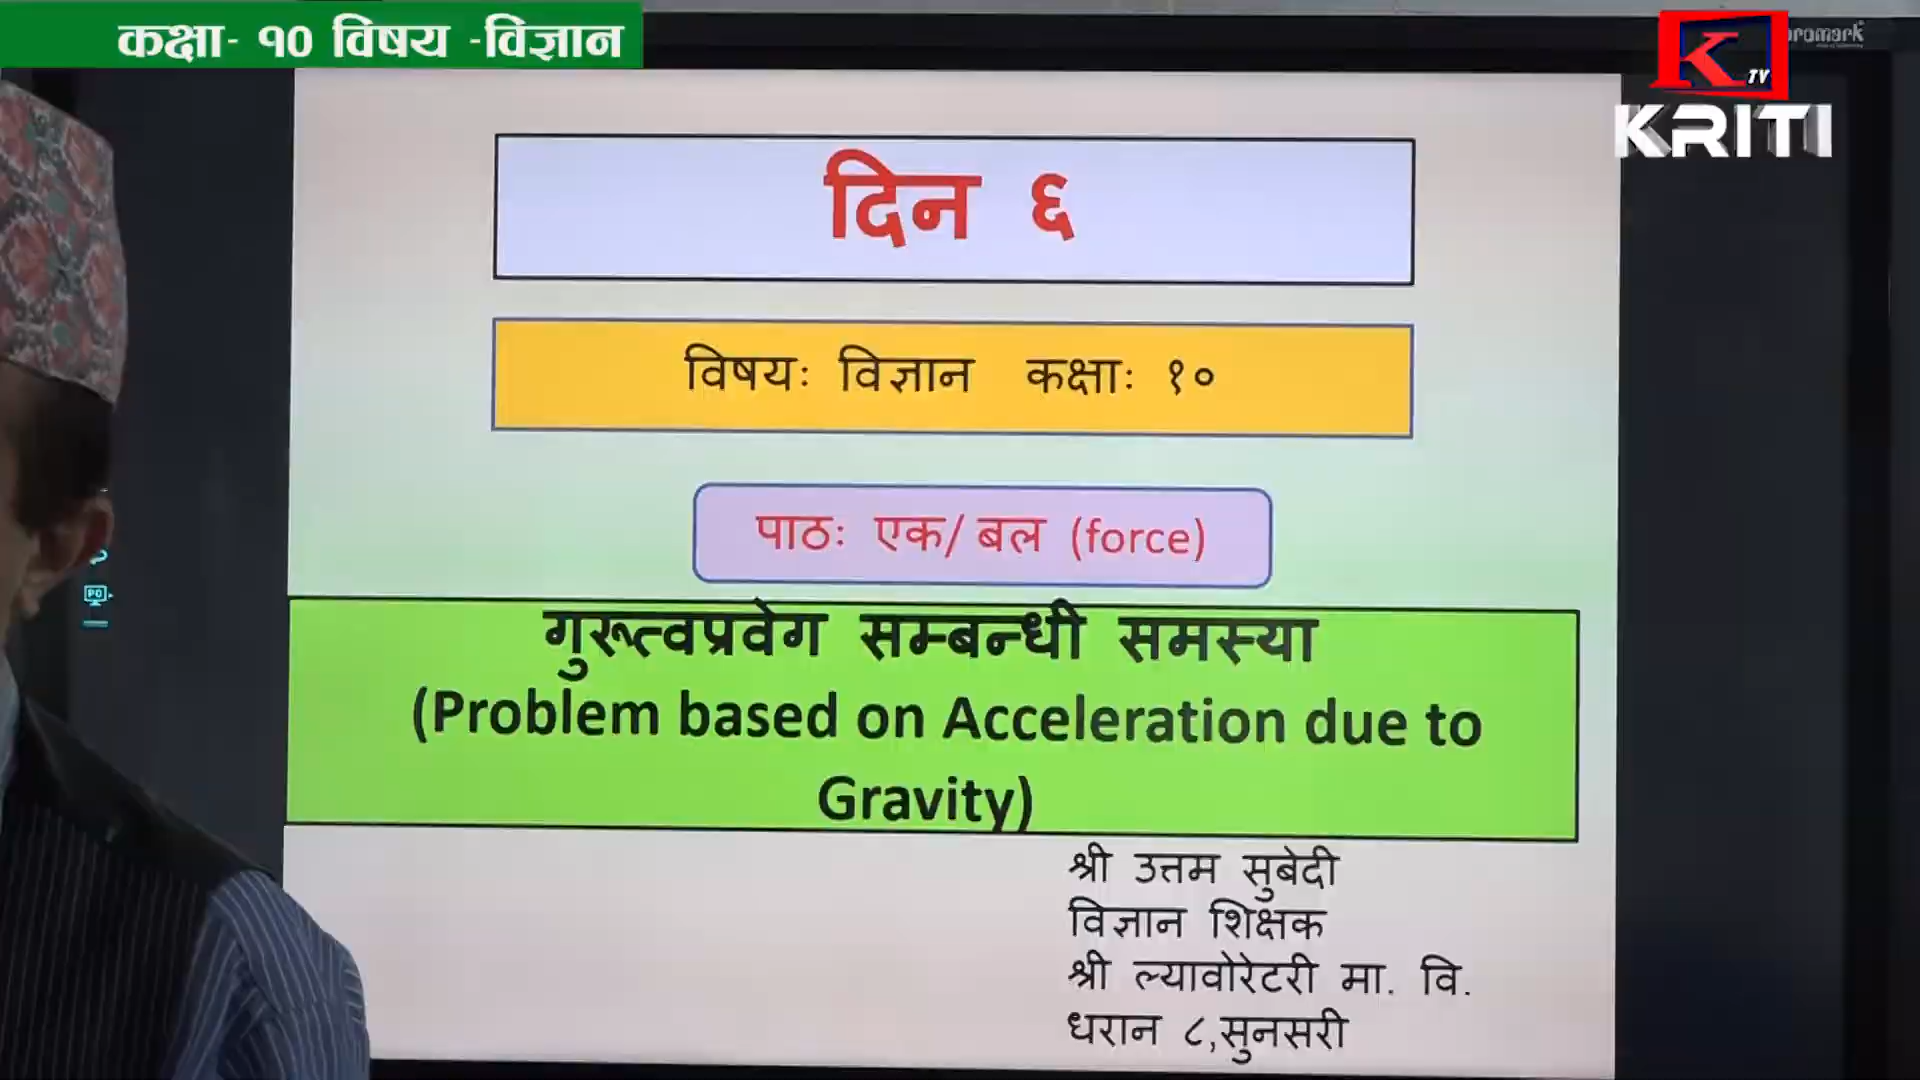 कक्षा- १० विषय -विज्ञान
K TV
KRITI
दिन ६
विषयः विज्ञान कक्षाः १०
पाठः एक/ बल (force)
गुरूत्वप्रवेग सम्बन्धी समस्या
(Problem based on Acceleration due to
Gravity)
श्री उत्तम सुबेदी
विज्ञान शिक्षक
श्री ल्यावोरेटरी मा. वि.
धरान ८,सुनसरी